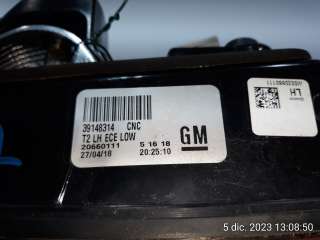 39148314 CNC
T2 LH ECE LOW
20660111 5 16 18
27/04/18 20:25:10
GM
LH
5 dic. 2023 13:08:50